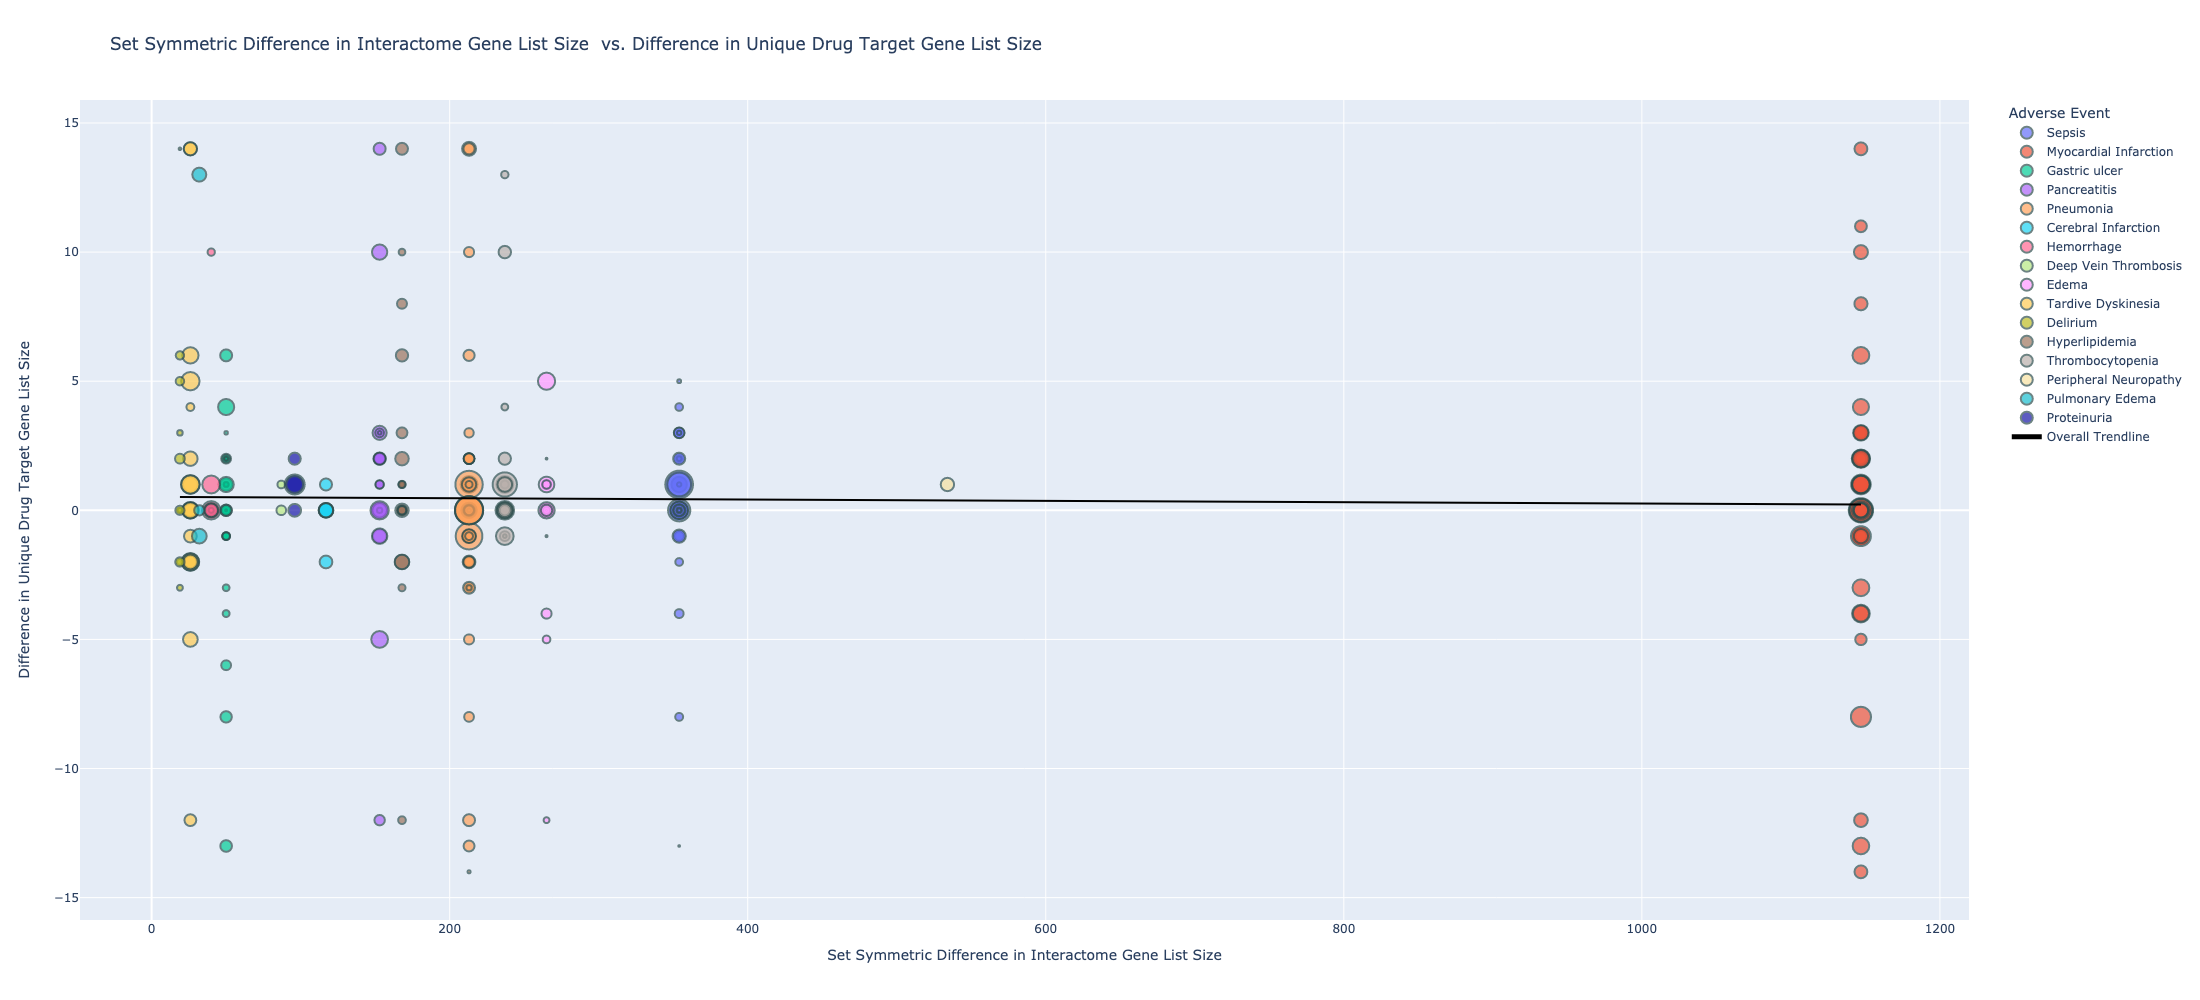 Set Symmetric Difference in Interactome Gene List Size  vs. Difference in Unique Drug Target Gene List Size
Difference in Unique Drug Target Gene List Size
15
10
5
0
−5
−10
−15
0
200
400
600
800
1000
1200
Set Symmetric Difference in Interactome Gene List Size
Adverse Event
Sepsis
Myocardial Infarction
Gastric ulcer
Pancreatitis
Pneumonia
Cerebral Infarction
Hemorrhage
Deep Vein Thrombosis
Edema
Tardive Dyskinesia
Delirium
Hyperlipidemia
Thrombocytopenia
Peripheral Neuropathy
Pulmonary Edema
Proteinuria
Overall Trendline